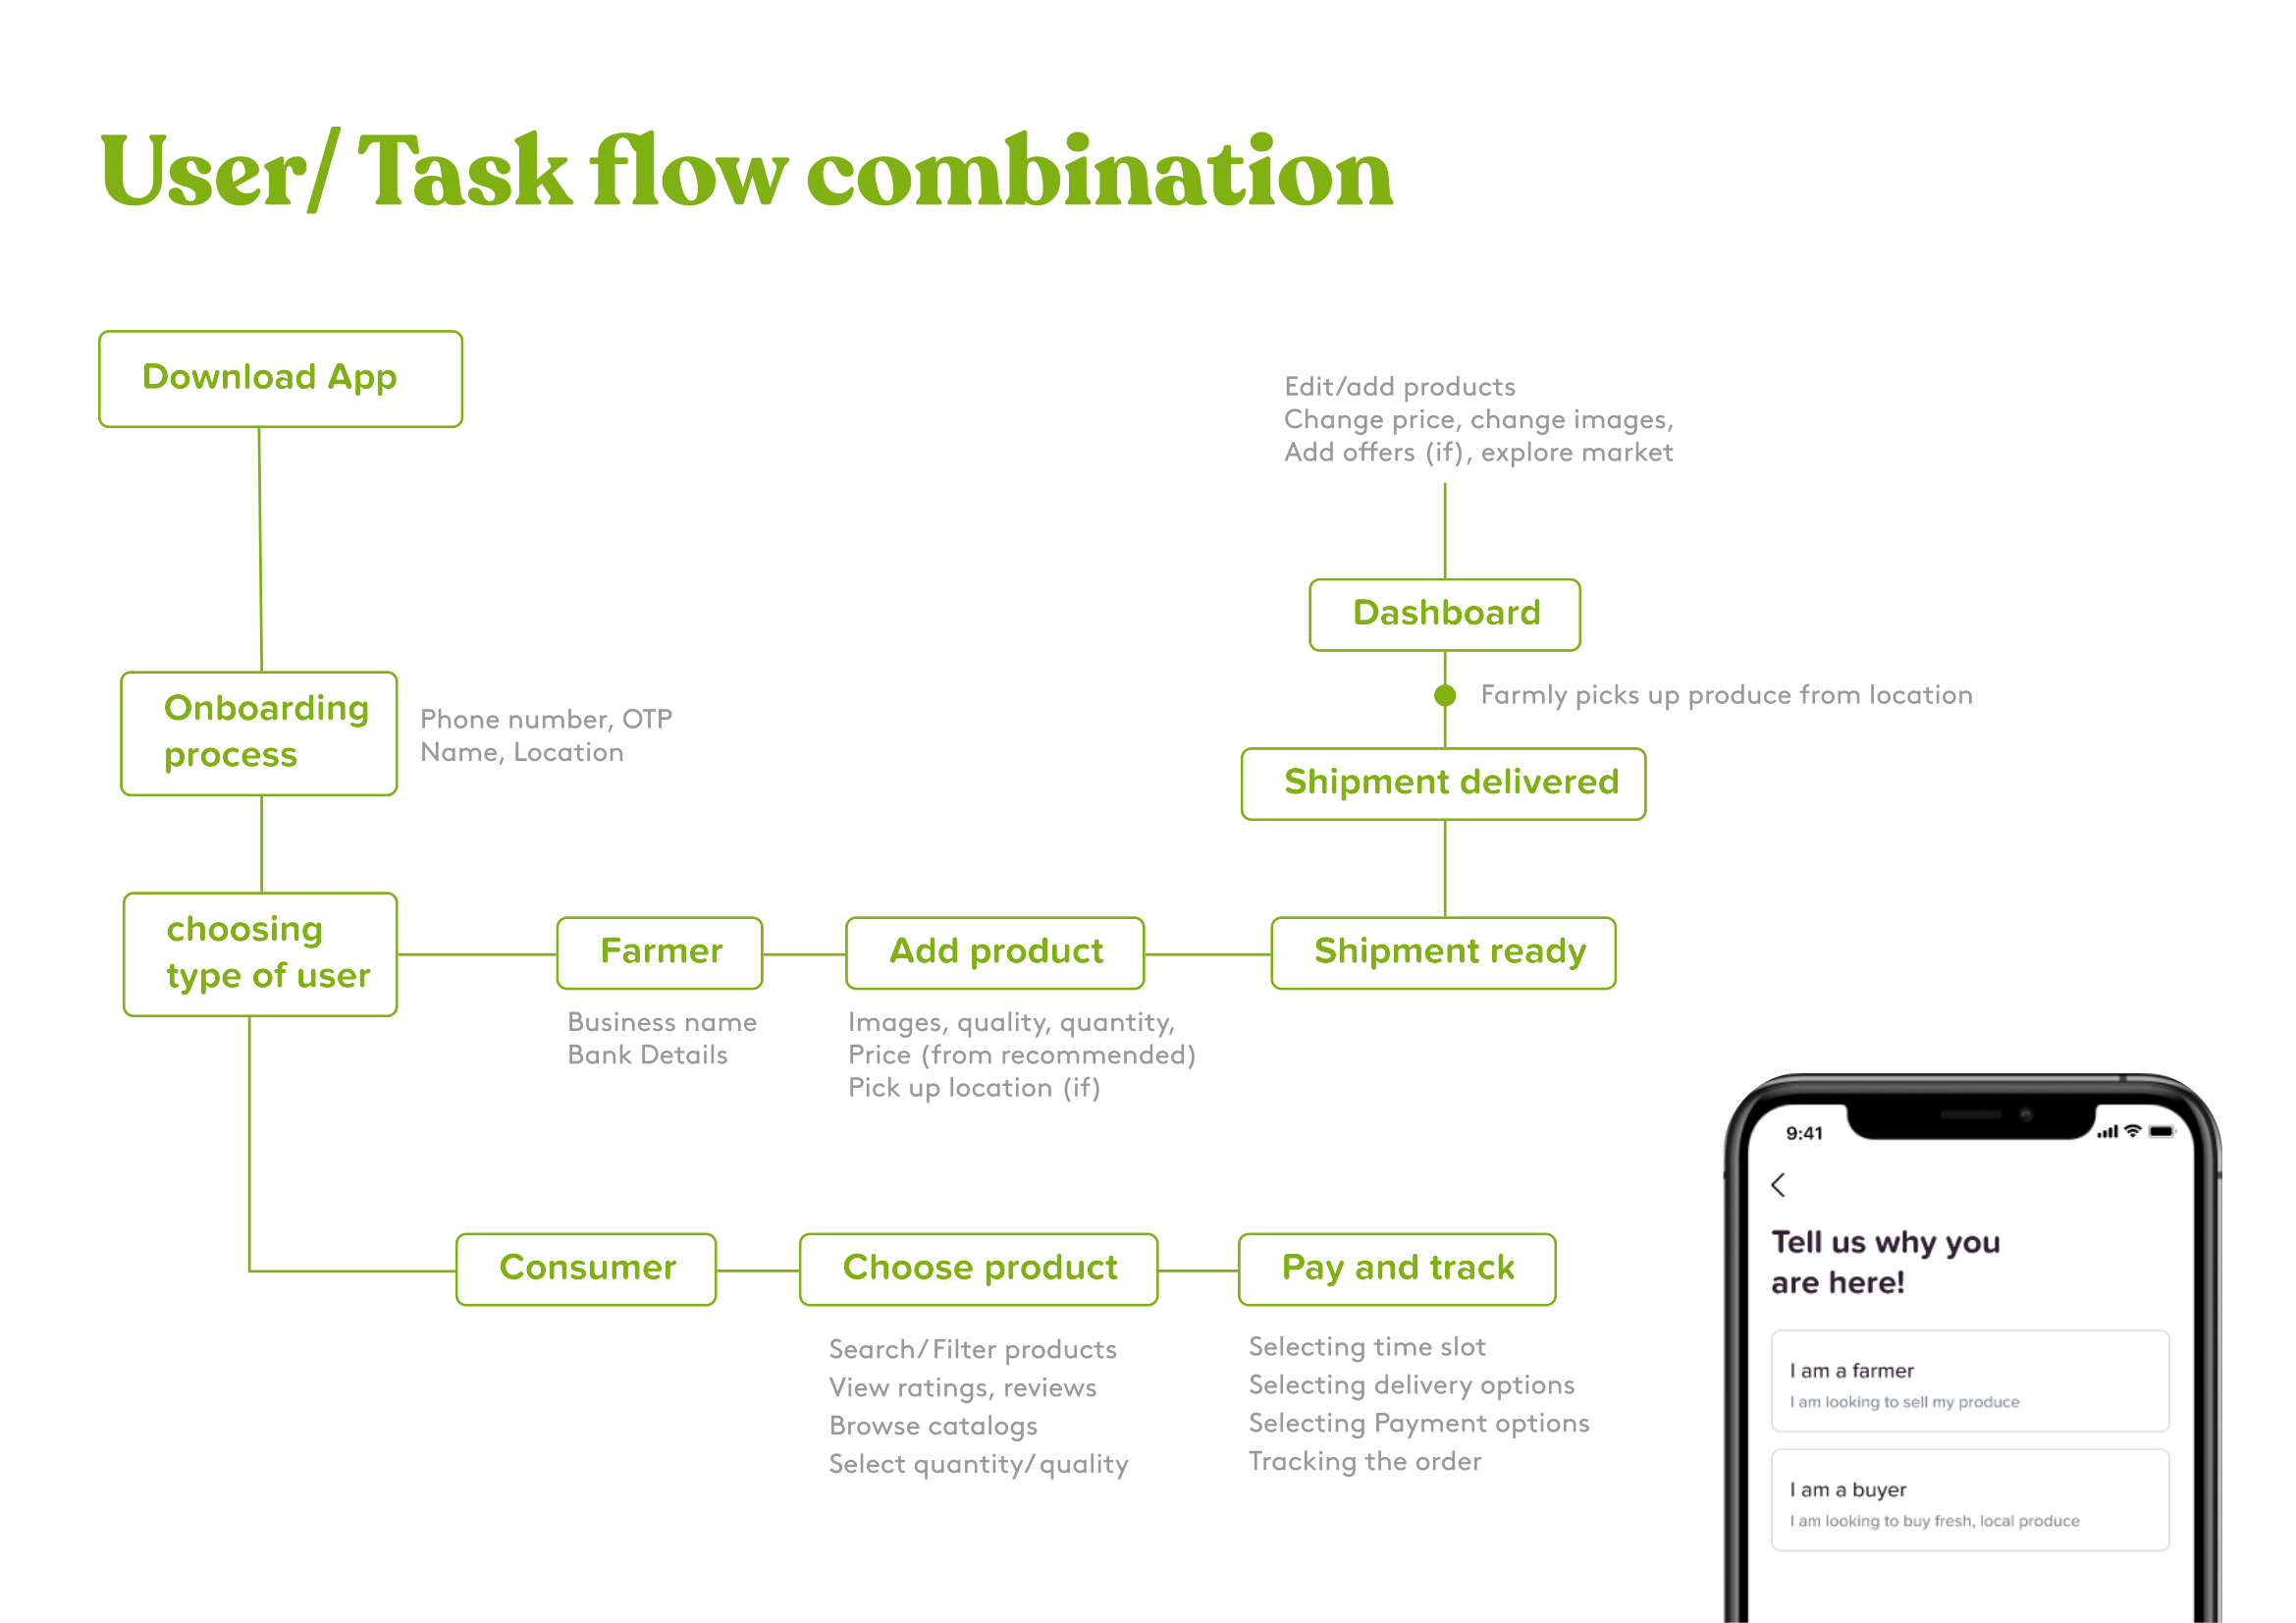 User/ Task flow combination
Download App
Edit/add products
Change price, change images,
Add offers (if), explore market
Dashboard
Farmly picks up produce from location
Onboarding
process
Phone number, OTP
Name, Location
Shipment delivered
choosing
type of user
Farmer
Add product
Shipment ready
Business name
Bank Details
Images, quality, quantity,
Price (from recommended)
Pick up location (if)
Consumer
Choose product
Pay and track
Search/Filter products
View ratings, reviews
Browse catalogs
Select quantity/quality
Selecting time slot
Selecting delivery options
Selecting Payment options
Tracking the order
9:41
Tell us why you
are here!
I am a farmer
I am looking to sell my produce
I am a buyer
I am looking to buy fresh, local produce